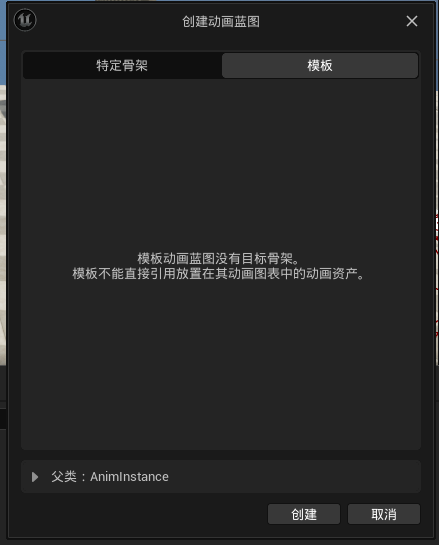 创建动画蓝图
特定骨架
模板
模板动画蓝图没有目标骨架。
模板不能直接引用放置在其动画图表中的动画资产。
父类：AnimInstance
创建
取消